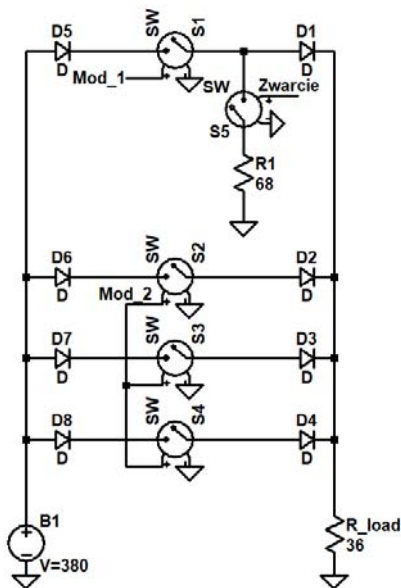 D5 SW S1 D1
D D
Mod_1 SW Zwarcie
S5
R1
68
D6 SW S2 D2
D D
Mod_2
D7 SW S3 D3
D D
D8 SW S4 D4
D D
B1 R_load
36
V=380